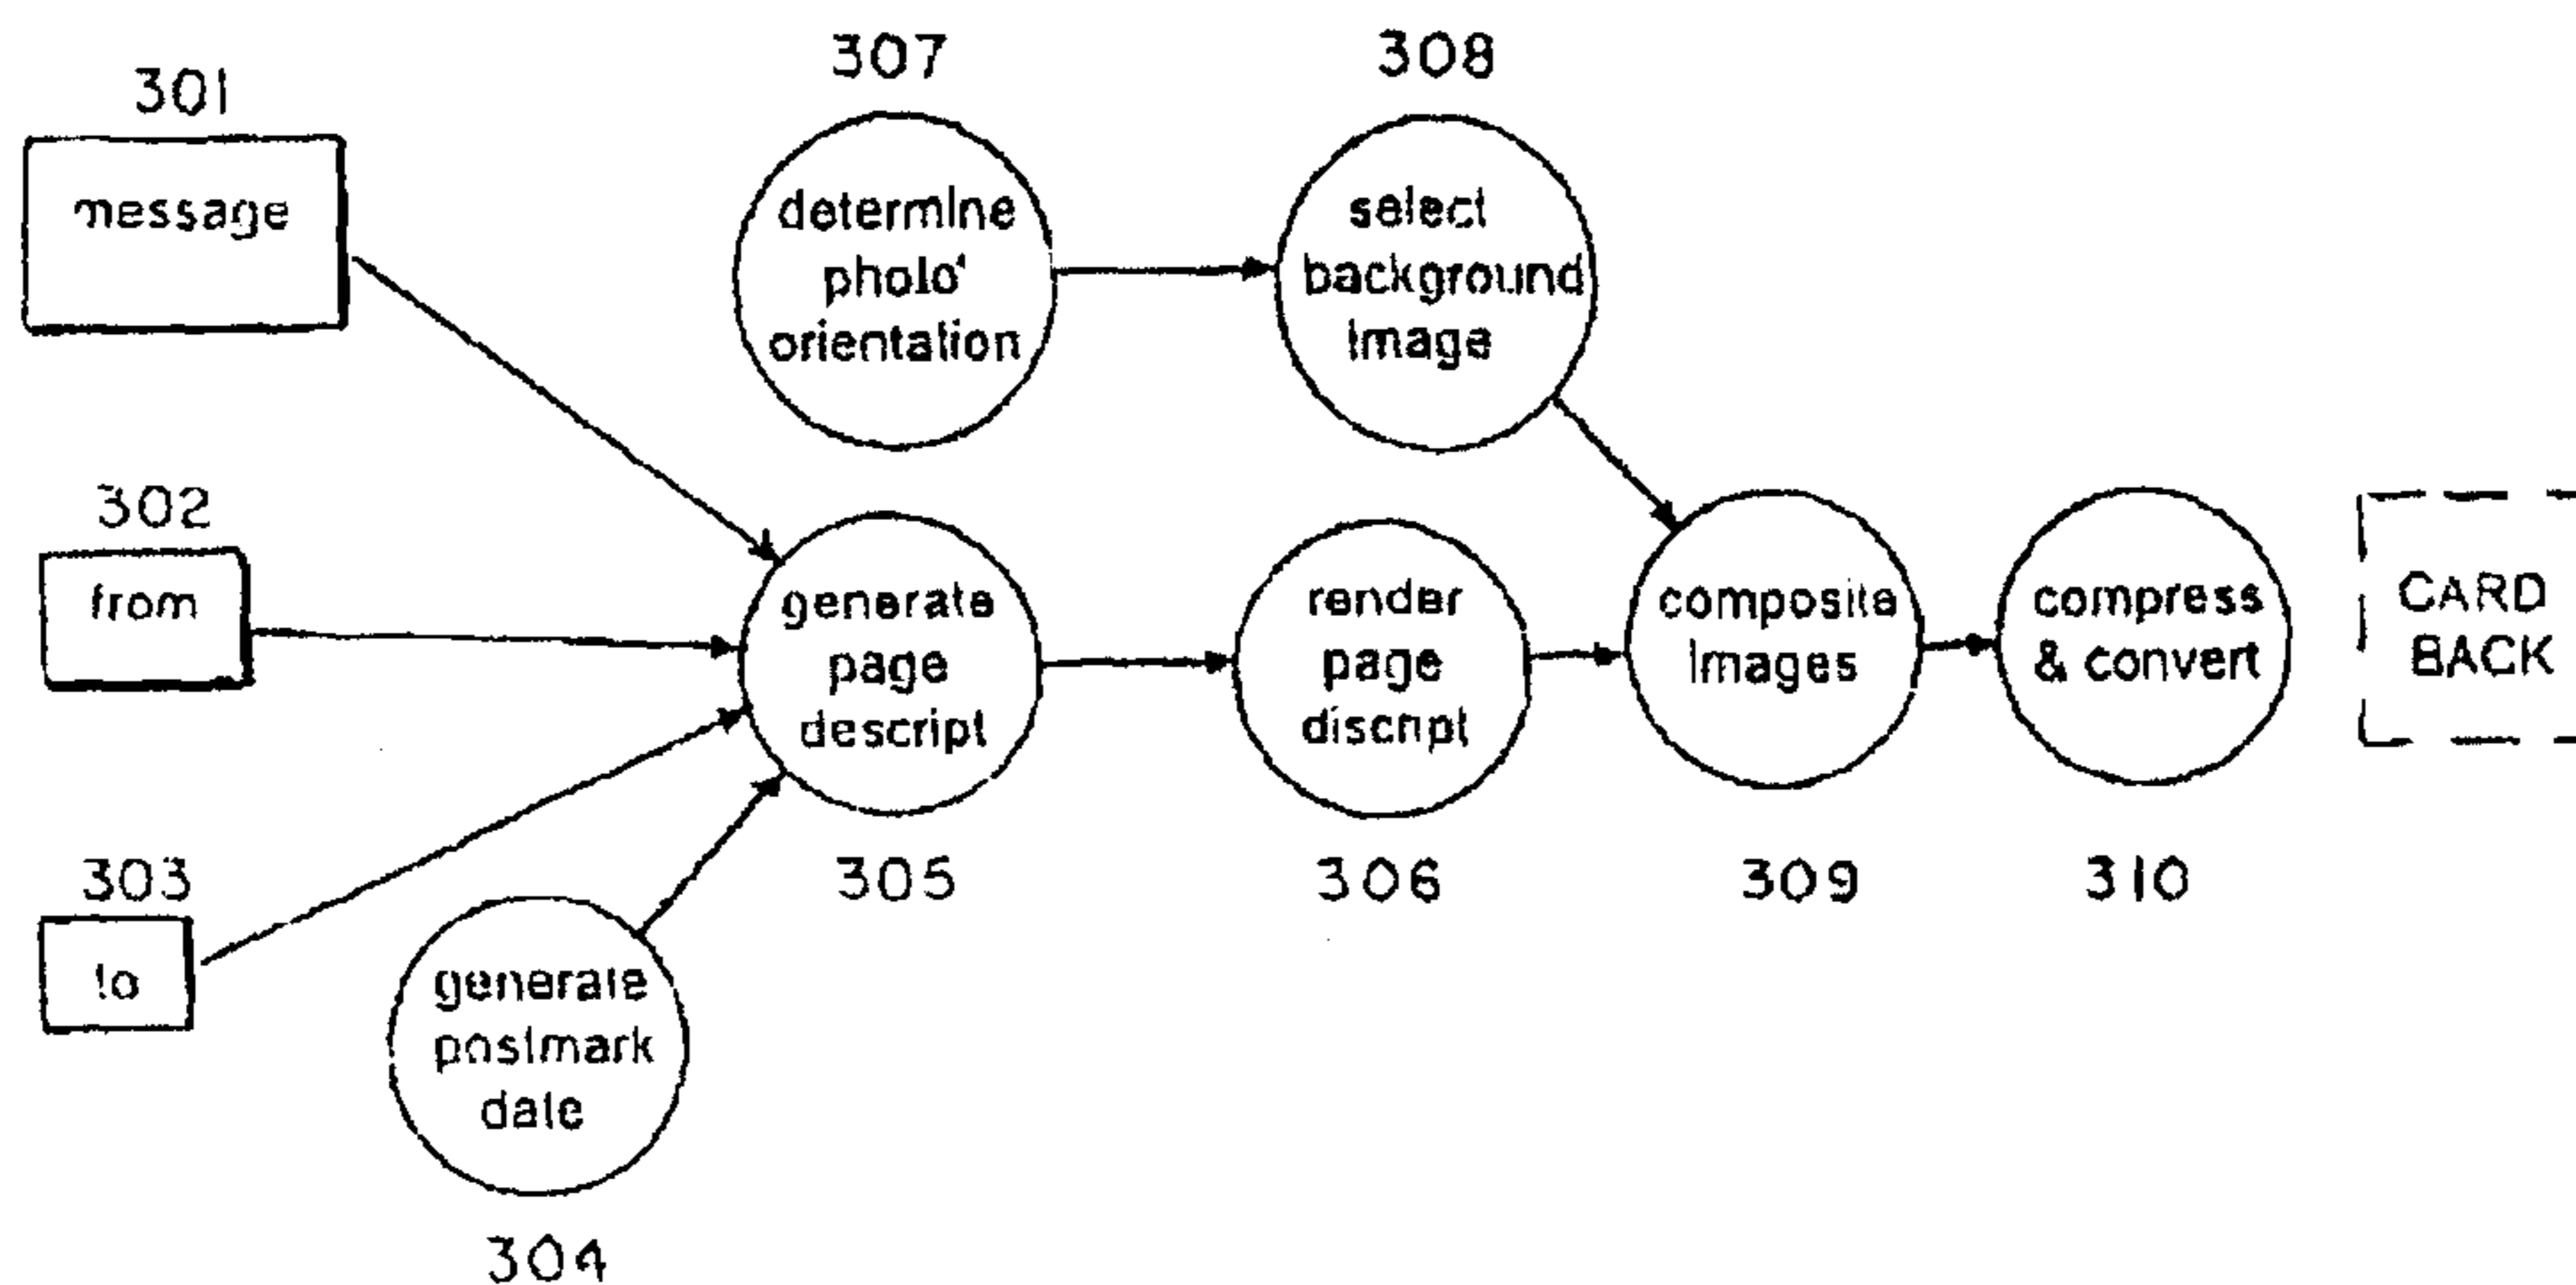 301
message
302
from
303
to
generate
postmark
date
304
307
determine
photo
orientation
308
select
background
image
generate
page
descript
305
render
page
discript
306
composite
images
309
compress
& convert
310
CARD
BACK